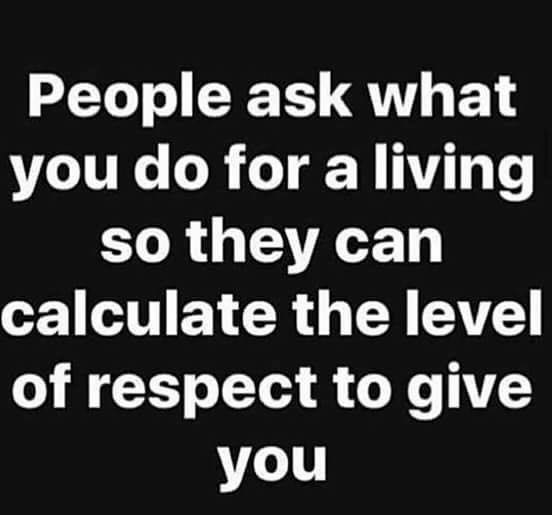 People ask what
you do for a living
so they can
calculate the level
of respect to give
you